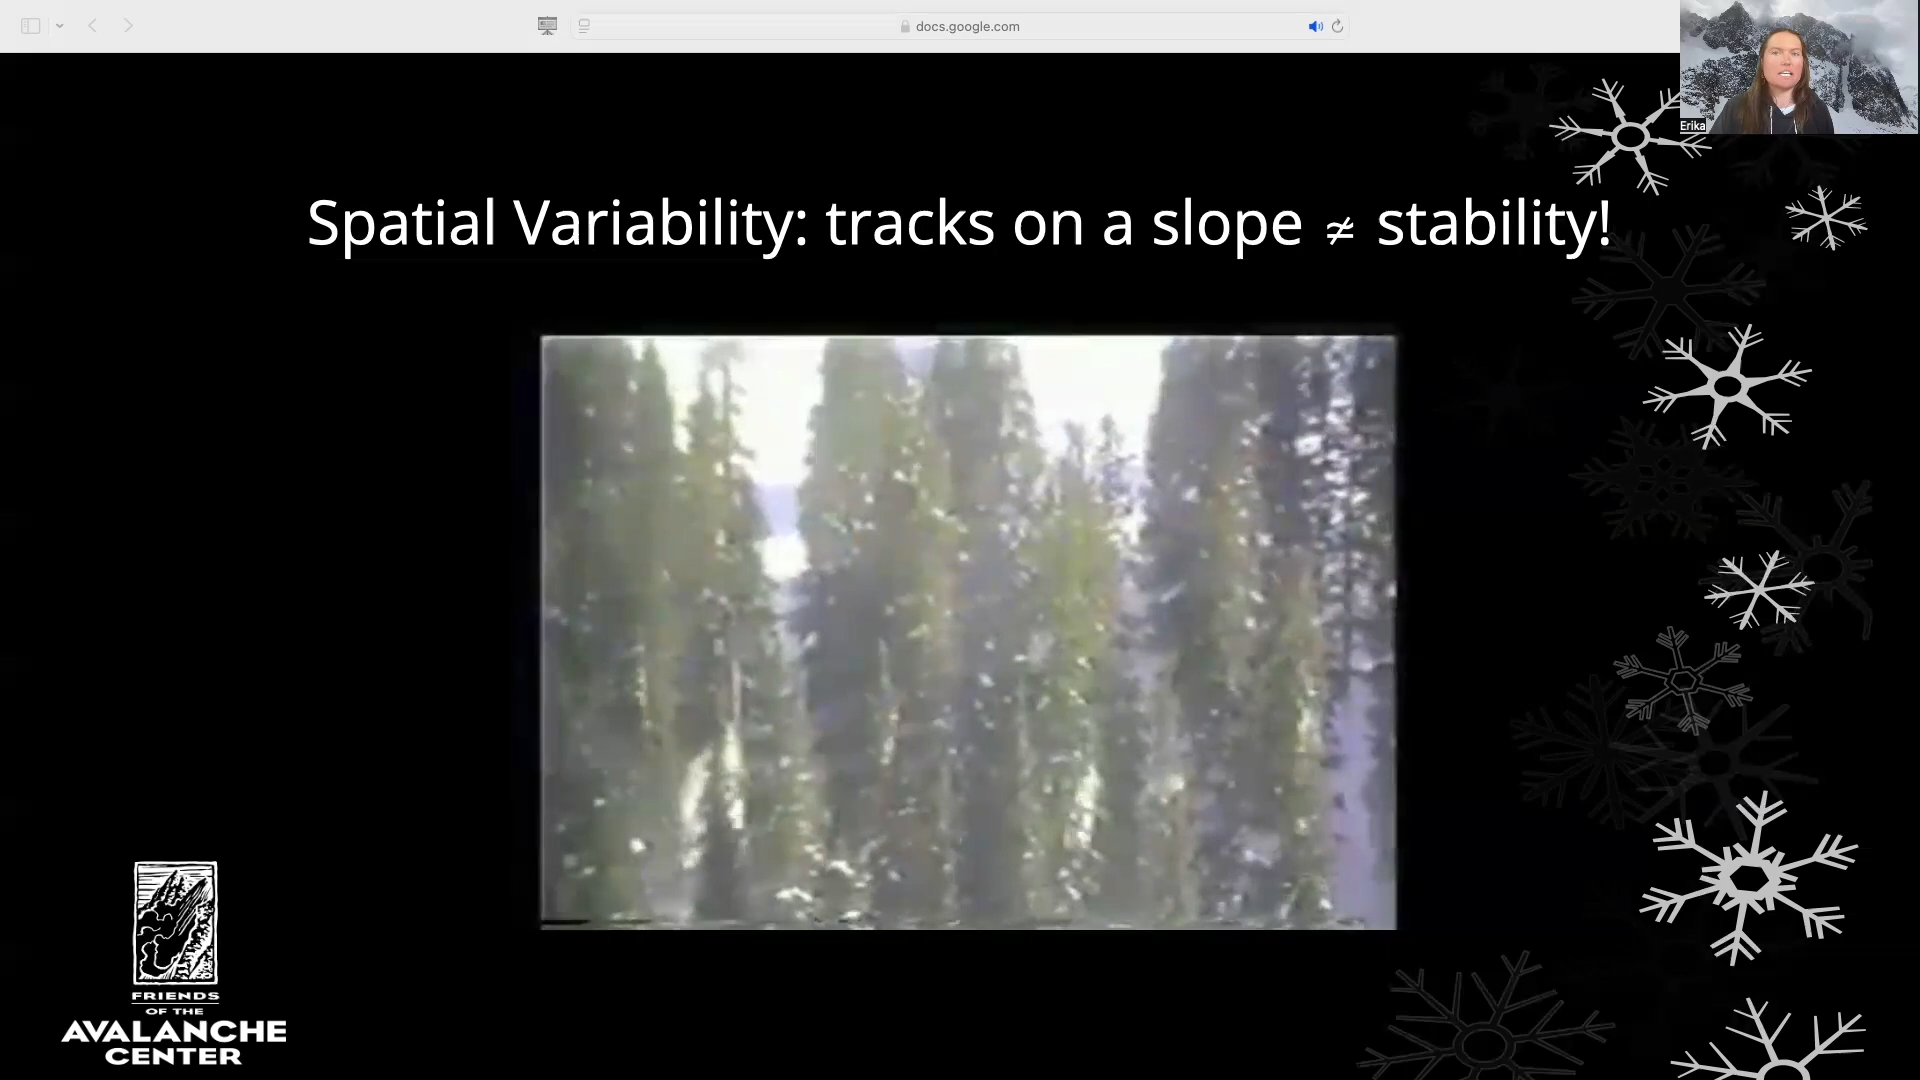 docs.google.com
Erika
Spatial Variability: tracks on a slope ≉ stability!
FRIENDS
OF THE
AVALANCHE
CENTER